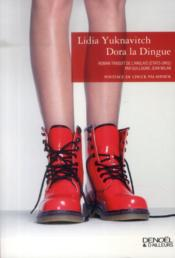 Lidia Yuknavitch
Dora la Dingue
ROMAN TRADUIT DE L'ANGLAIS (ÉTATS-UNIS)
PAR GUILLAUME-JEAN MILAN
POSTFACE DE CHUCK PALAHNIUK
DENOËL
& D'AILLEURS